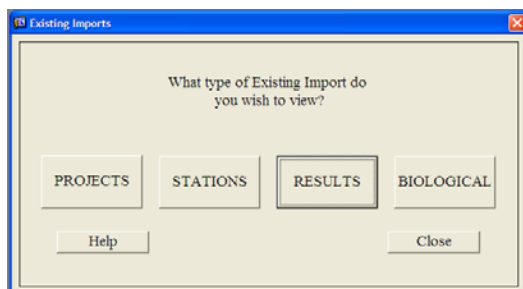 Existing Imports
What type of Existing Import do
you wish to view?
PROJECTS STATIONS RESULTS BIOLOGICAL
Help Close